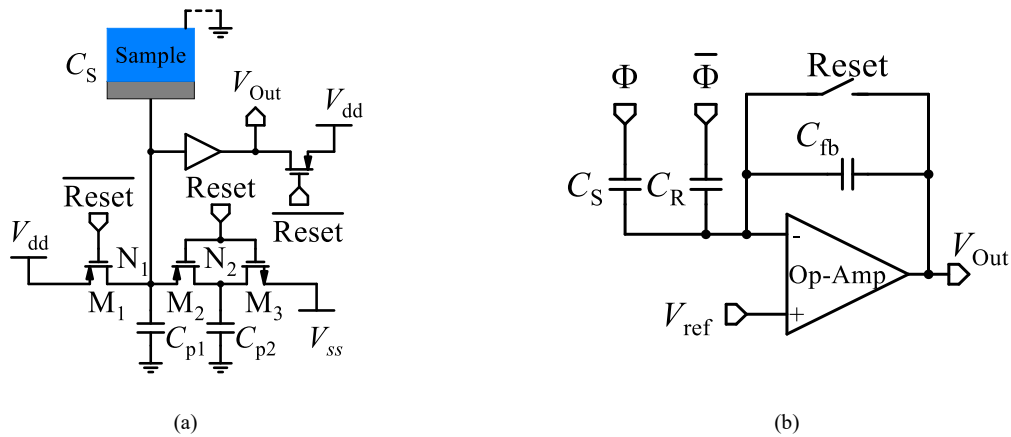 Sample
C_S
V_Out
V_dd
Reset
Reset
Reset
V_dd
N_1
N_2
M_1
M_2
M_3
C_p1
C_p2
V_ss
(a)
Φ
Φ̅
Reset
C_fb
C_S
C_R
-
Op-Amp
V_Out
V_ref
+
(b)